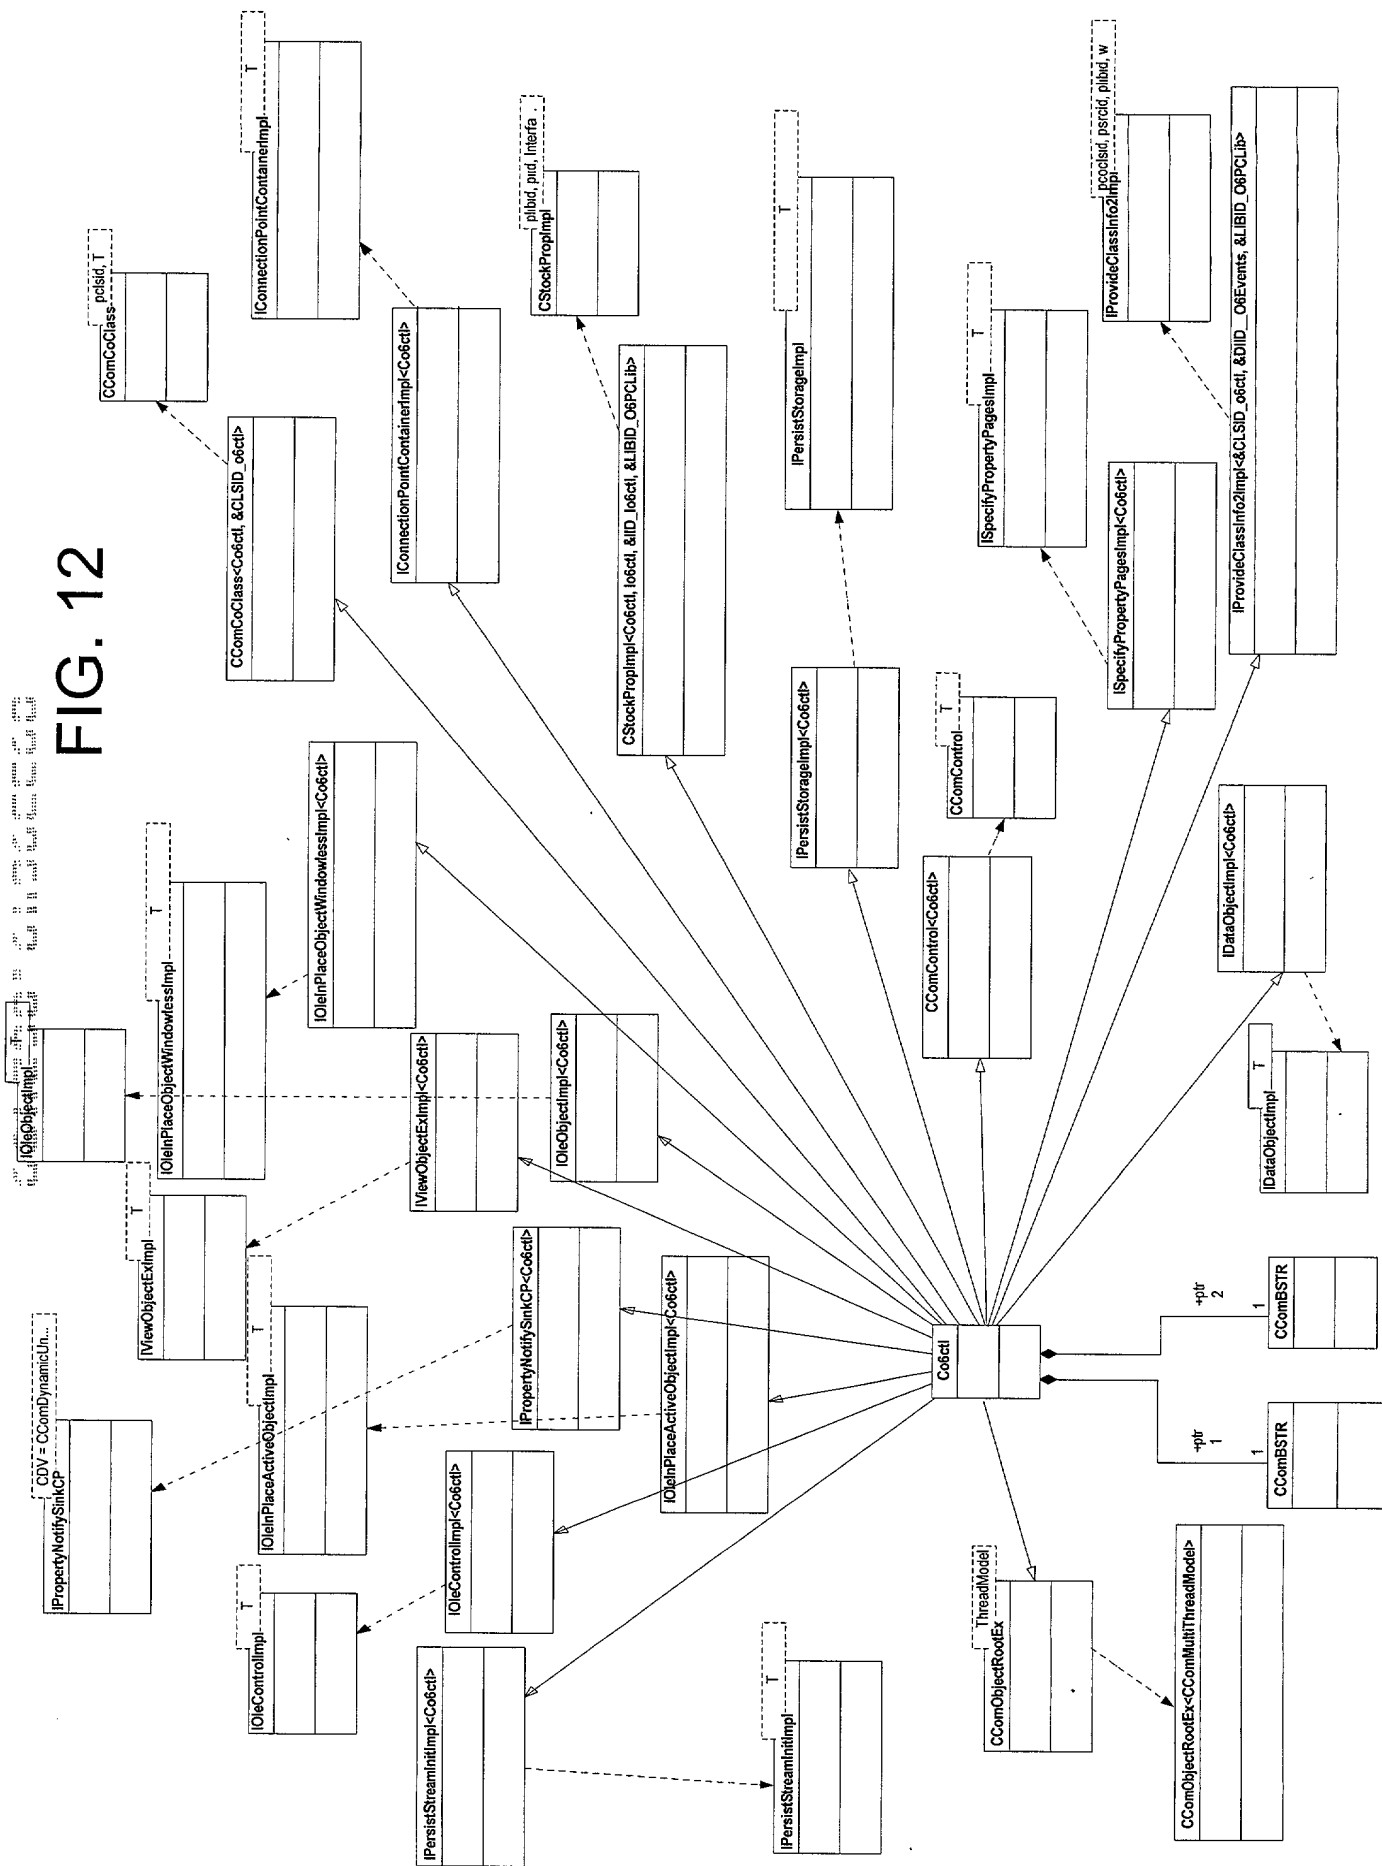 FIG. 12
CDV = CComDynamicUn...
IPropertyNotifySinkCP
T
IViewObjectExImpl
T
IOleObjectImpl
T
IOleInPlaceObjectWindowlessImpl
pclsid, T
CComCoClass
T
IConnectionPointContainerImpl
T
IOleControlImpl
T
IOleInPlaceActiveObjectImpl
IOleInPlaceObjectWindowlessImpl<Co6ctl>
CComCoClass<Co6ctl, &CLSID_o6ctl>
IConnectionPointContainerImpl<Co6ctl>
IPersistStreamInitImpl<Co6ctl>
IOleControlImpl<Co6ctl>
IPropertyNotifySinkCP<Co6ctl>
IViewObjectExImpl<Co6ctl>
IOleObjectImpl<Co6ctl>
plibid, piid, Interfa
CStockPropImpl
CStockPropImpl<Co6ctl, Io6ctl, &IID_Io6ctl, &LIBID_O6PCLib>
IOleInPlaceActiveObjectImpl<Co6ctl>
T
IPersistStreamInitImpl
T
IPersistStorageImpl
IPersistStorageImpl<Co6ctl>
Co6ctl
CComControl<Co6ctl>
T
CComControl
T
ISpecifyPropertyPagesImpl
ISpecifyPropertyPagesImpl<Co6ctl>
ThreadModel
CComObjectRootEx
pcoclsid, psrcid, plibid, w
IProvideClassInfo2Impl
IProvideClassInfo2Impl<&CLSID_o6ctl, &DIID__O6Events, &LIBID_O6PCLib>
CComObjectRootEx<CComMultiThreadModel>
+ptr
1
1
CComBSTR
+ptr
2
1
CComBSTR
T
IDataObjectImpl
IDataObjectImpl<Co6ctl>